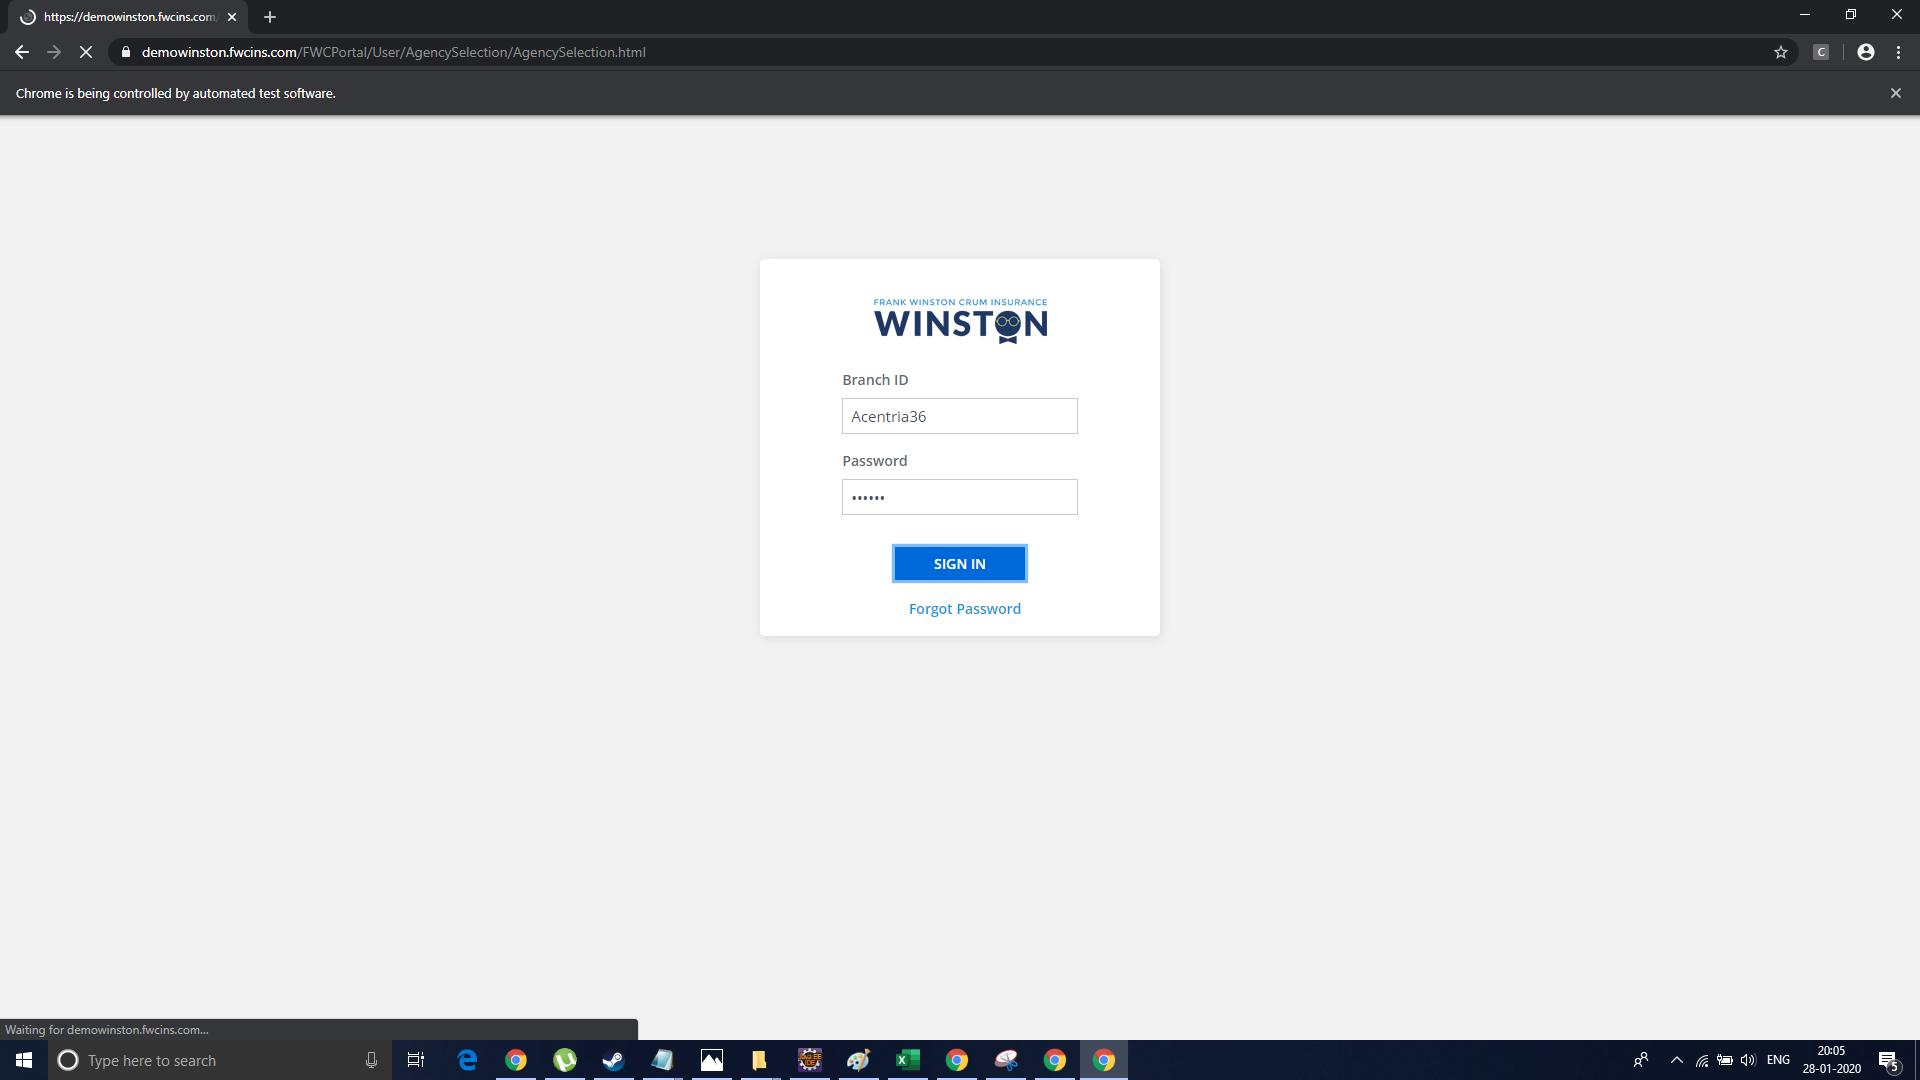 https://demowinston.fwcins.com/
demowinston.fwcins.com/FWCPortal/User/AgencySelection/AgencySelection.html
C
Chrome is being controlled by automated test software.
FRANK WINSTON CRUM INSURANCE
WINSTON
Branch ID
Acentria36
Password
••••••
SIGN IN
Forgot Password
Waiting for demowinston.fwcins.com...
Type here to search
ENG
20:05
28-01-2020
5